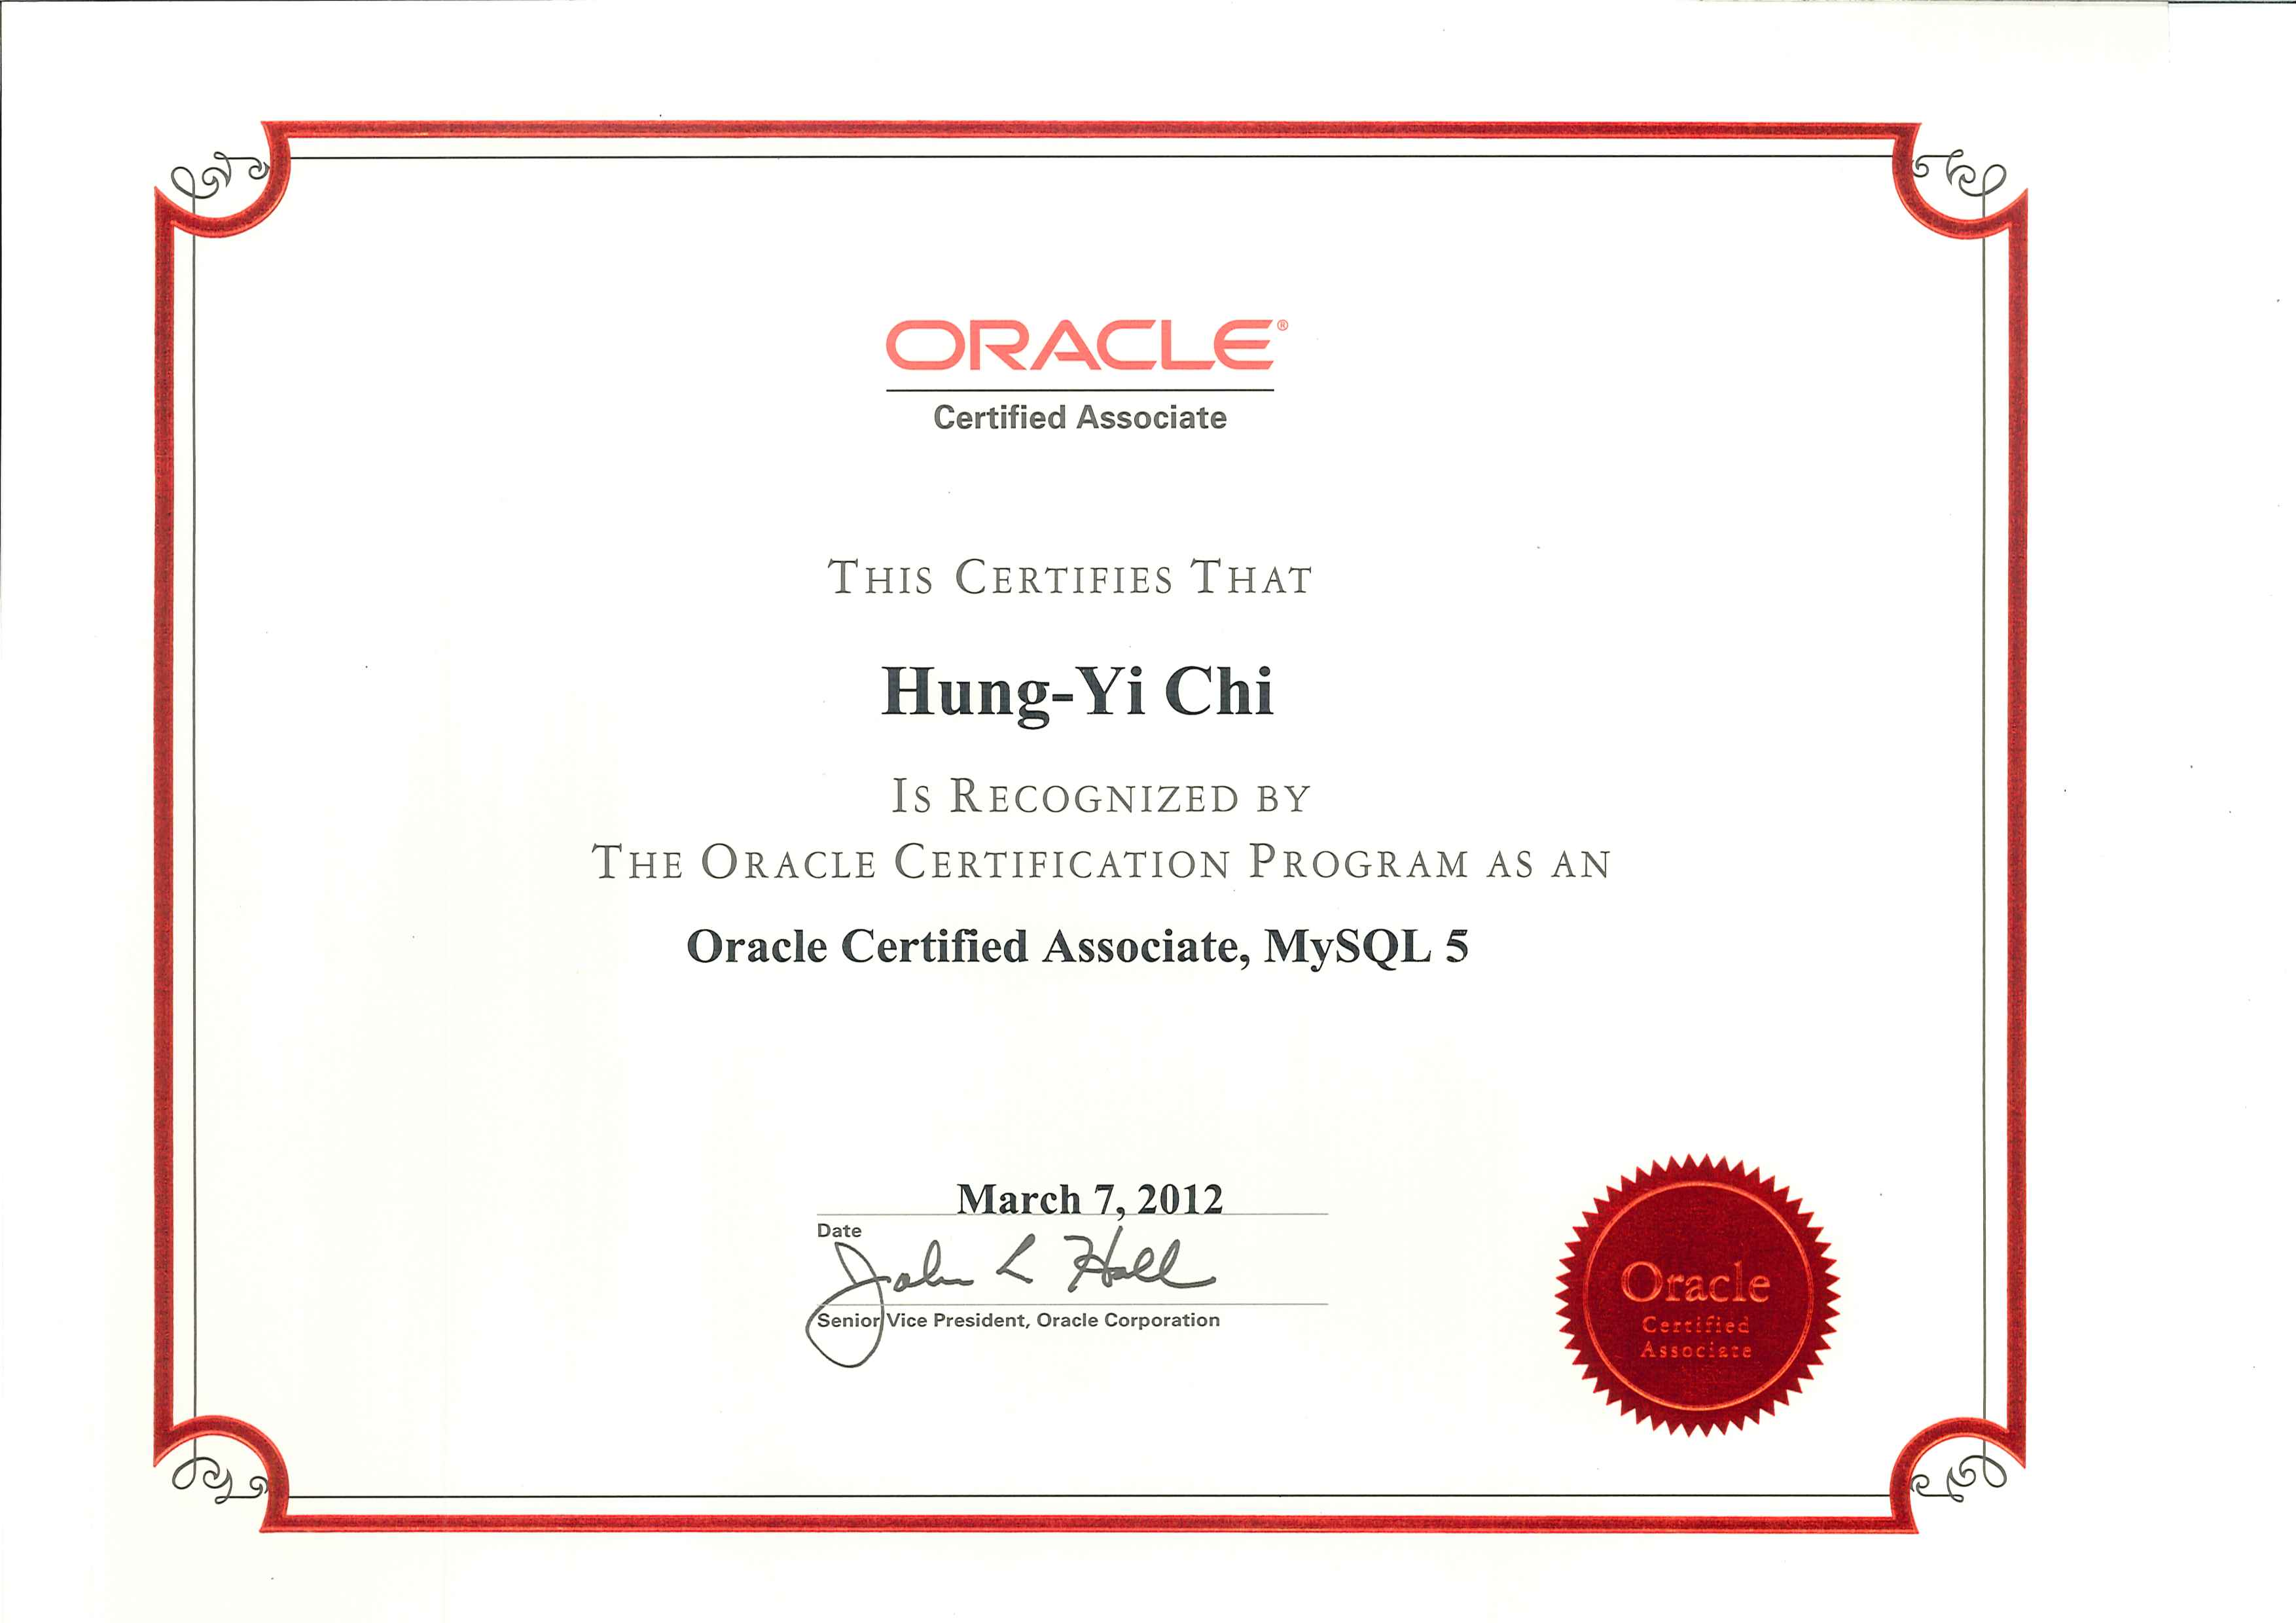 ORACLE®
Certified Associate
THIS CERTIFIES THAT
Hung-Yi Chi
IS RECOGNIZED BY
THE ORACLE CERTIFICATION PROGRAM AS AN
Oracle Certified Associate, MySQL 5
March 7, 2012
Date
John L Hall
Senior Vice President, Oracle Corporation
Oracle
Certified
Associate